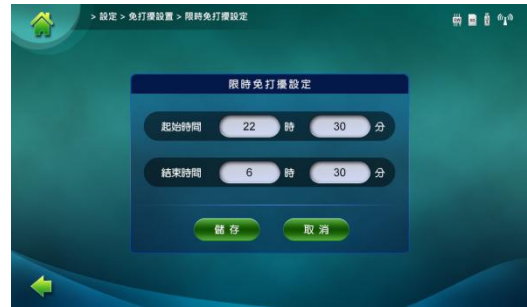 > 設定 > 免打擾設置 > 限時免打擾設定
限時免打擾設定
起始時間 22 時 30 分
結束時間 6 時 30 分
儲存 取消